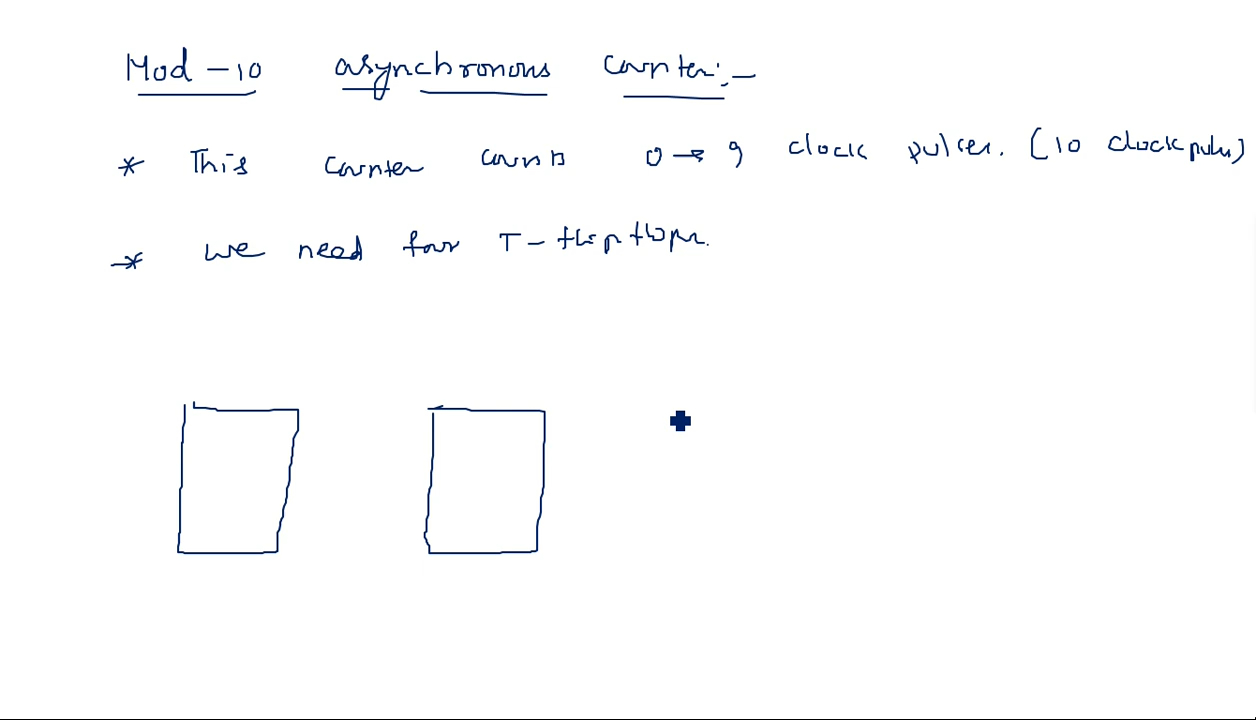 Mod-10 asynchronous counter:-
* This counter counts 0 → 9 clock pulses. (10 clock pulses)
* we need four T-flip flops.